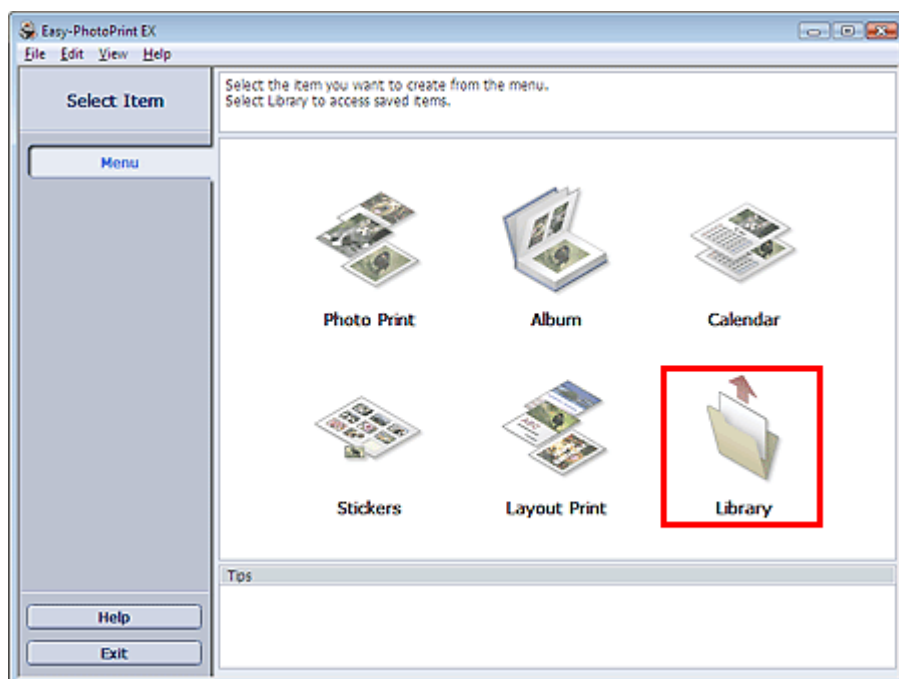 Easy-PhotoPrint EX
File Edit View Help
Select Item
Select the item you want to create from the menu.
Select Library to access saved items.
Menu
Photo Print
Album
Calendar
ABC
Stickers
Layout Print
Library
Tips
Help
Exit